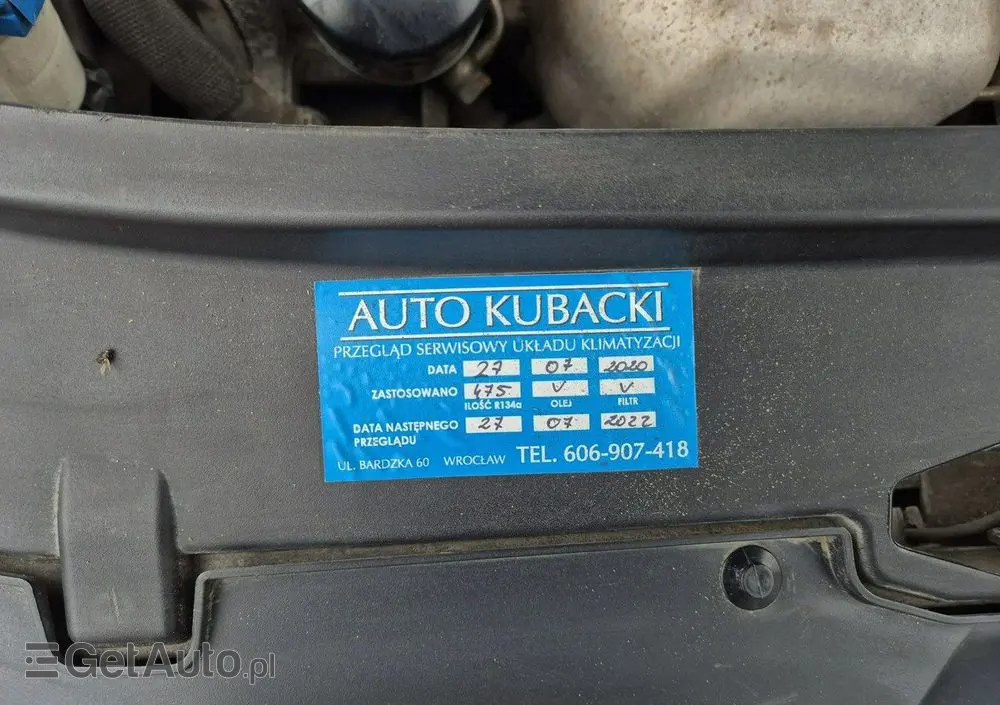 AUTO KUBACKI
PRZEGLĄD SERWISOWY UKŁADU KLIMATYZACJI
DATA 27 07 2020
ZASTOSOWANO 475 V V
ILOŚĆ R134a OLEJ FILTR
DATA NASTĘPNEGO PRZEGLĄDU 27 07 2022
UL. BARDZKA 60 WROCŁAW TEL. 606-907-418
GetAuto.pl